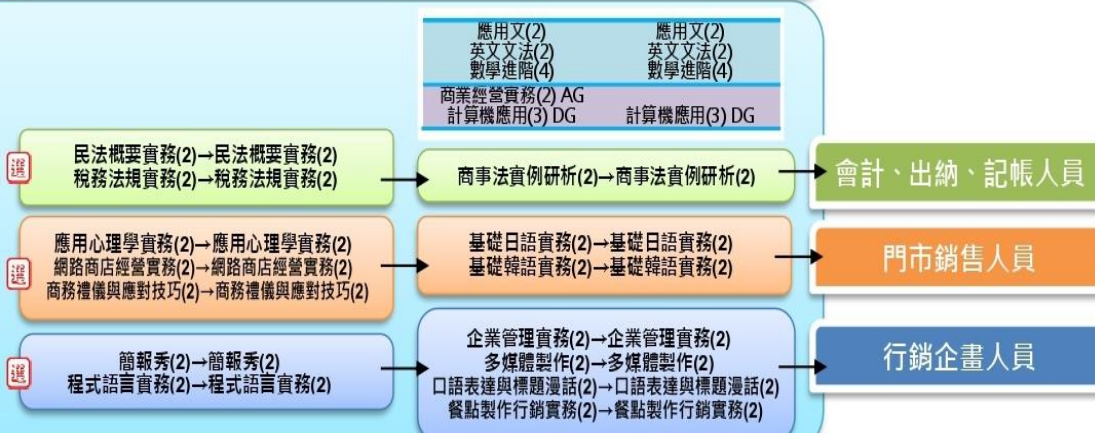 應用文(2) 應用文(2)
英文文法(2) 英文文法(2)
數學進階(4) 數學進階(4)
商業經營實務(2) AG
計算機應用(3) DG 計算機應用(3) DG
選
民法概要實務(2)→民法概要實務(2)
稅務法規實務(2)→稅務法規實務(2)
商事法實例研析(2)→商事法實例研析(2)
會計、出納、記帳人員
選
應用心理學實務(2)→應用心理學實務(2)
網路商店經營實務(2)→網路商店經營實務(2)
商務禮儀與應對技巧(2)→商務禮儀與應對技巧(2)
基礎日語實務(2)→基礎日語實務(2)
基礎韓語實務(2)→基礎韓語實務(2)
門市銷售人員
選
簡報秀(2)→簡報秀(2)
程式語言實務(2)→程式語言實務(2)
企業管理實務(2)→企業管理實務(2)
多媒體製作(2)→多媒體製作(2)
口語表達與標題漫話(2)→口語表達與標題漫話(2)
餐點製作行銷實務(2)→餐點製作行銷實務(2)
行銷企畫人員